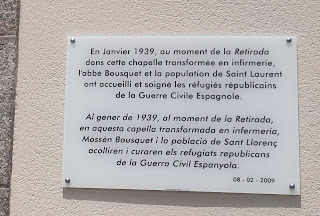 En Janvier 1939, au moment de la Retirada
dans cette chapelle transformée en infirmerie,
l'abbé Bousquet et la population de Saint Laurent
ont accueilli et soigné les réfugiés républicains
de la Guerre Civile Espagnole.
Al gener de 1939, al moment de la Retirada,
en aquesta capella transformada en infermeria,
Mossen Bousquet i la població de Sant Llorenç
acolliren i curaren els refugiats republicans
de la Guerra Civil Espanyola.
08 - 02 - 2009